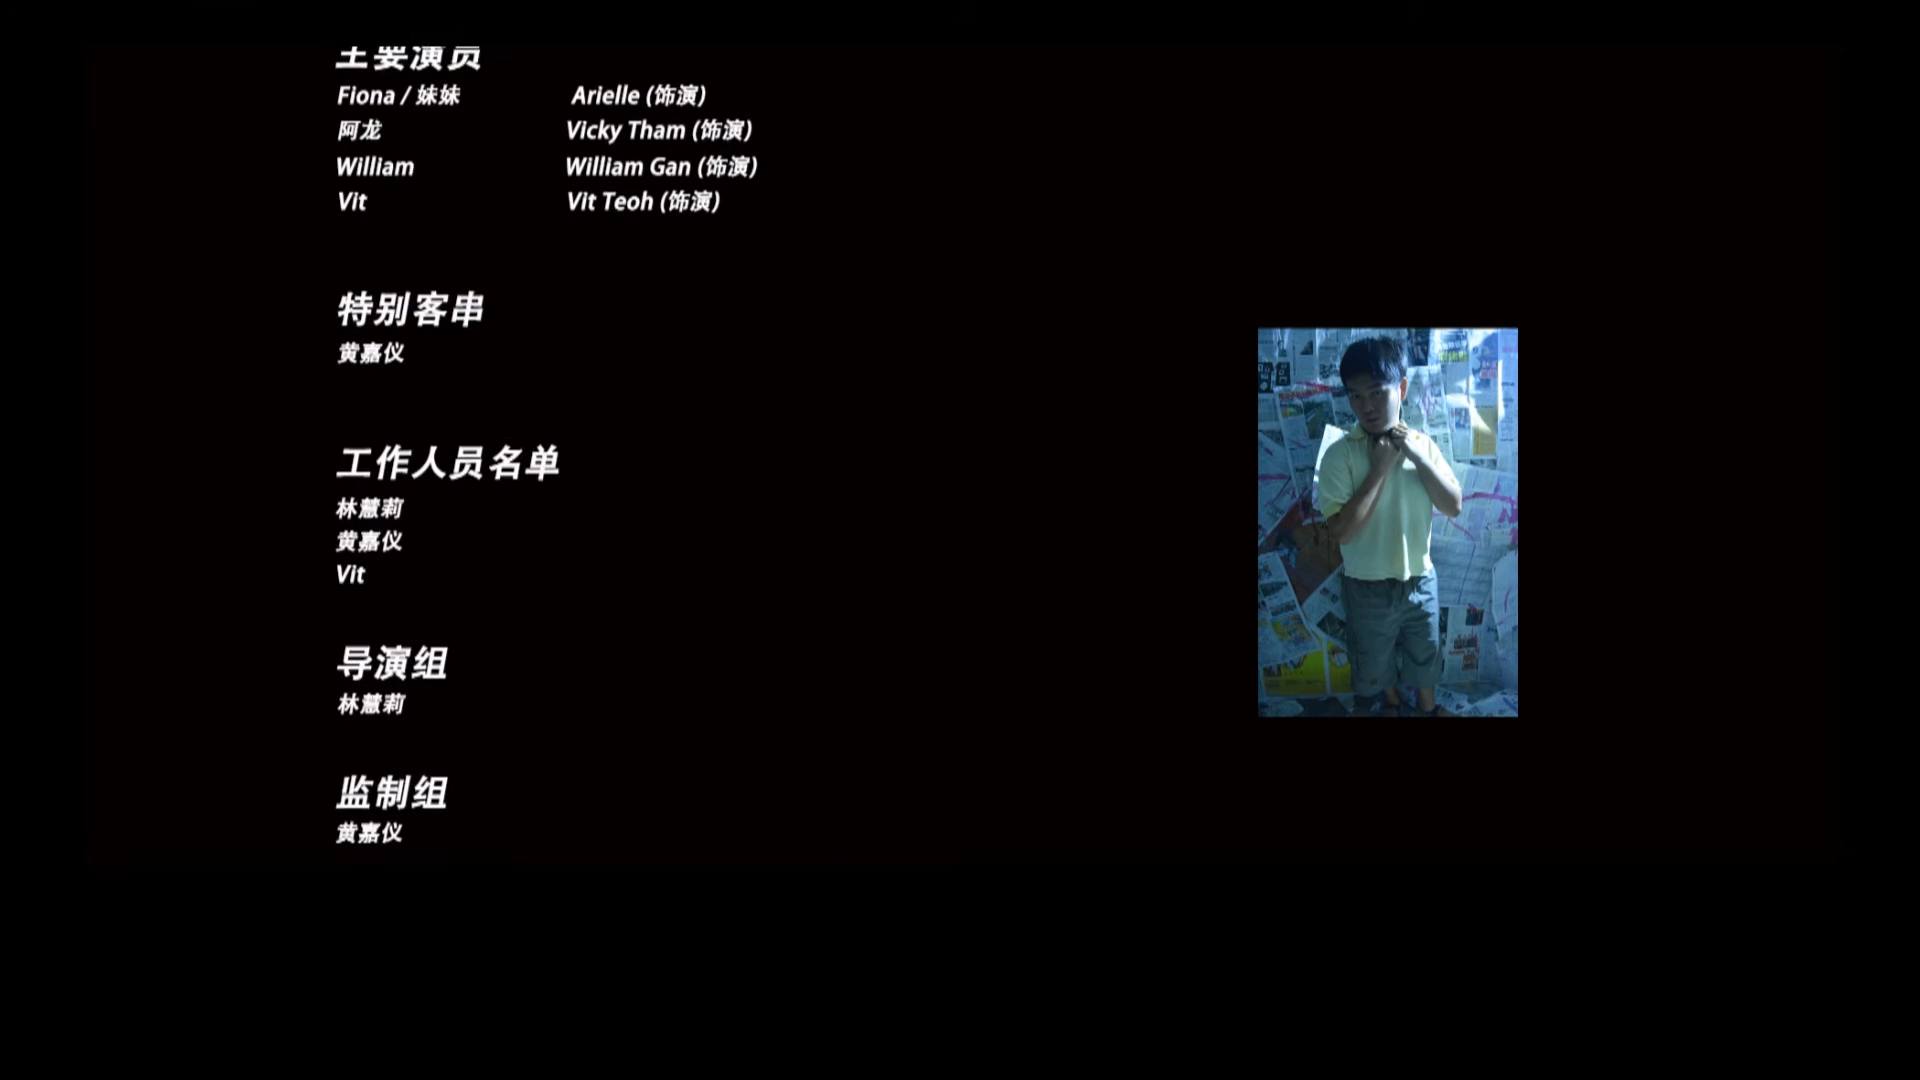 主要演员
Fiona / 妹妹 Arielle (饰演)
阿龙 Vicky Tham (饰演)
William William Gan (饰演)
Vit Vit Teoh (饰演)
特别客串
黄嘉仪
工作人员名单
林慧莉
黄嘉仪
Vit
导演组
林慧莉
监制组
黄嘉仪